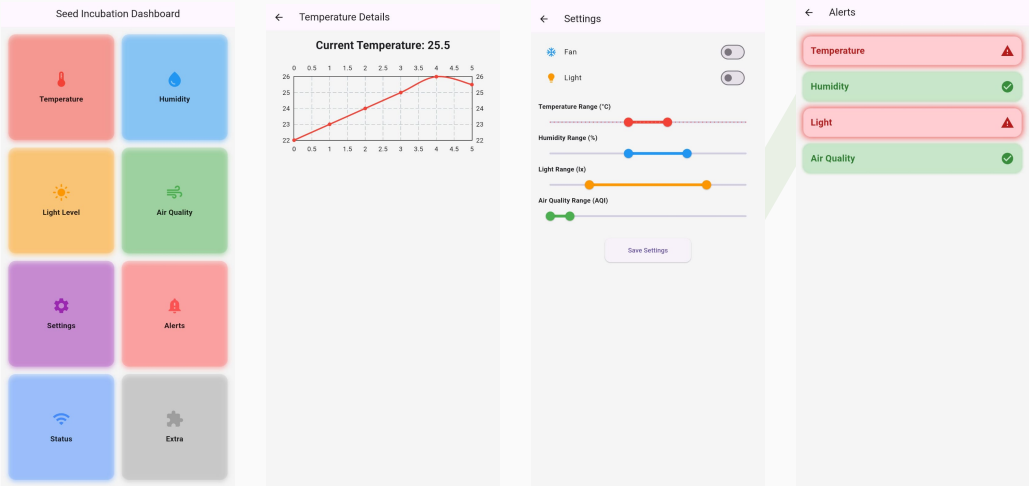 Seed Incubation Dashboard
Temperature
Humidity
Light Level
Air Quality
Settings
Alerts
Status
Extra
Temperature Details
Current Temperature: 25.5
0 0.5 1 1.5 2 2.5 3 3.5 4 4.5 5
26 26
25 25
24 24
23 23
22 22
0 0.5 1 1.5 2 2.5 3 3.5 4 4.5 5
Settings
Fan
Light
Temperature Range (°C)
Humidity Range (%)
Light Range (lx)
Air Quality Range (AQI)
Save Settings
Alerts
Temperature
Humidity
Light
Air Quality